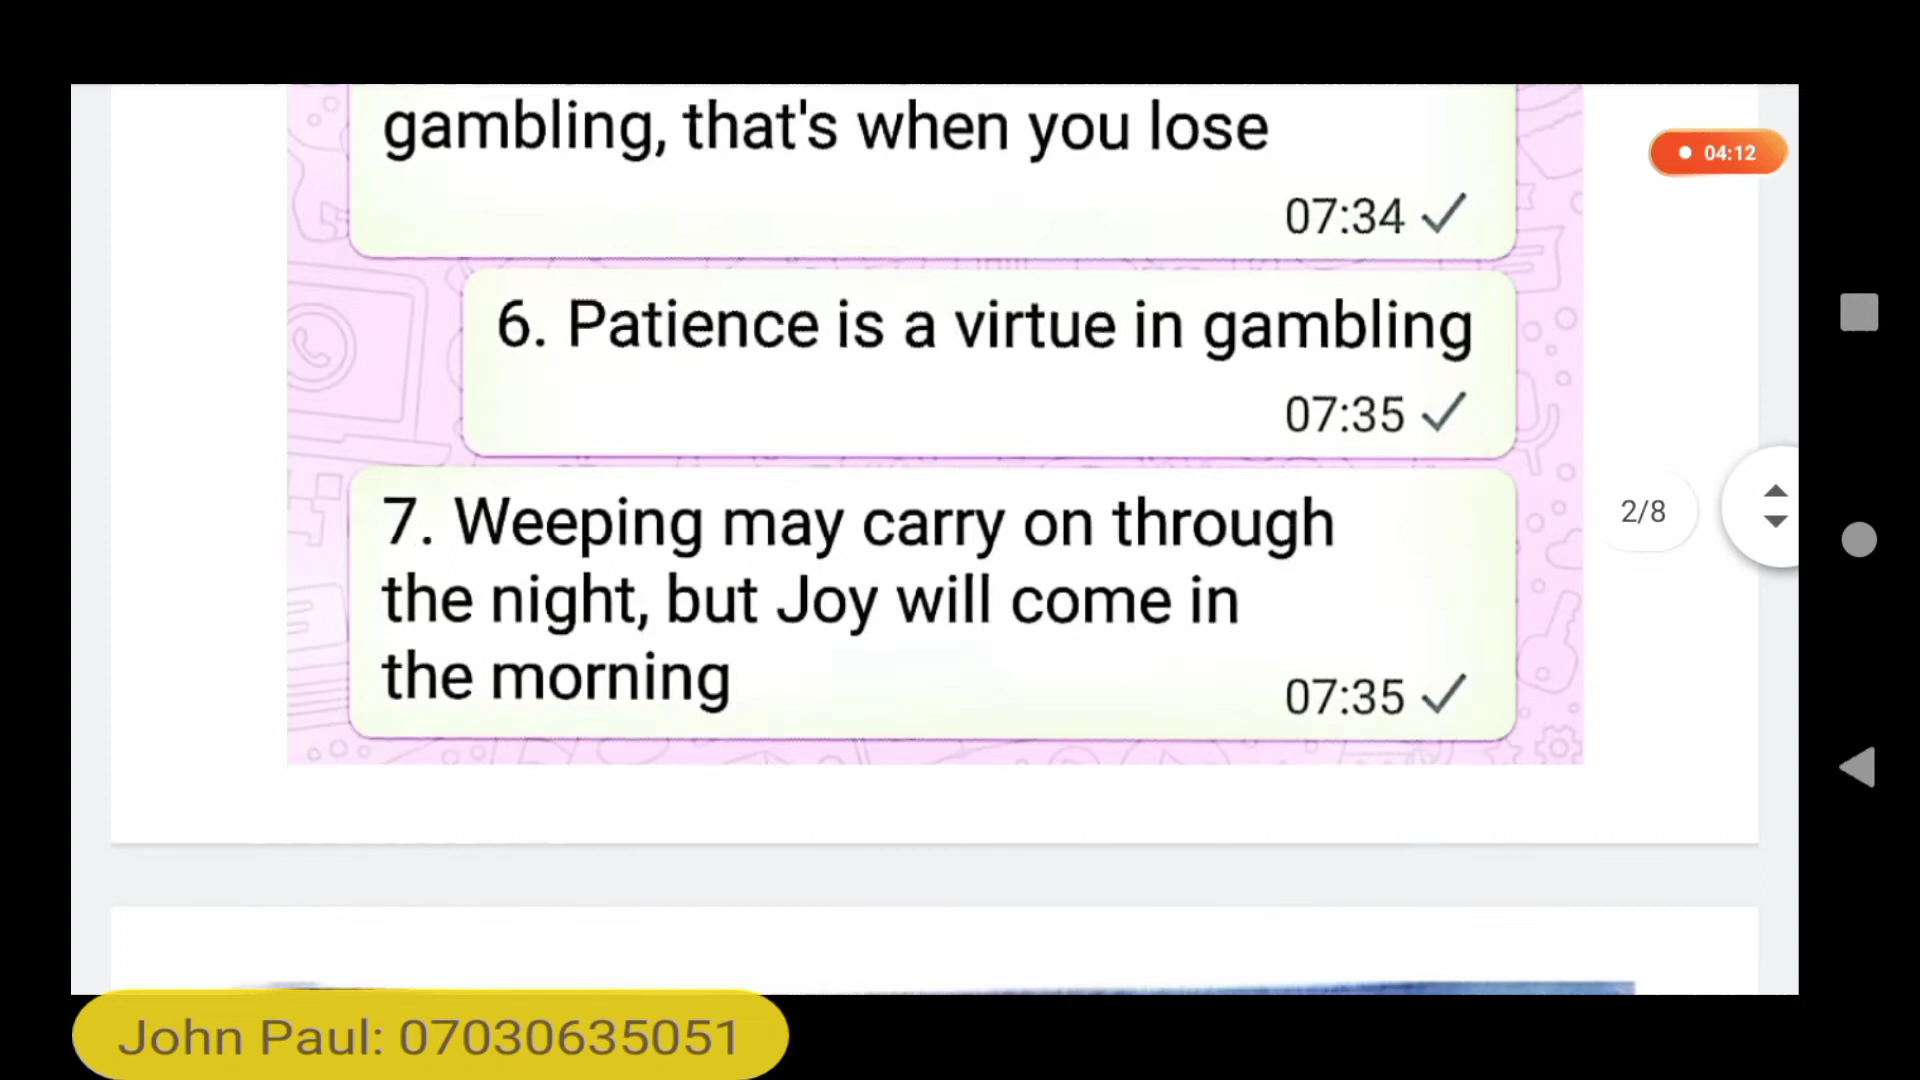 gambling, that's when you lose
07:34
04:12
6. Patience is a virtue in gambling
07:35
2/8
7. Weeping may carry on through
the night, but Joy will come in
the morning
07:35
John Paul: 07030635051